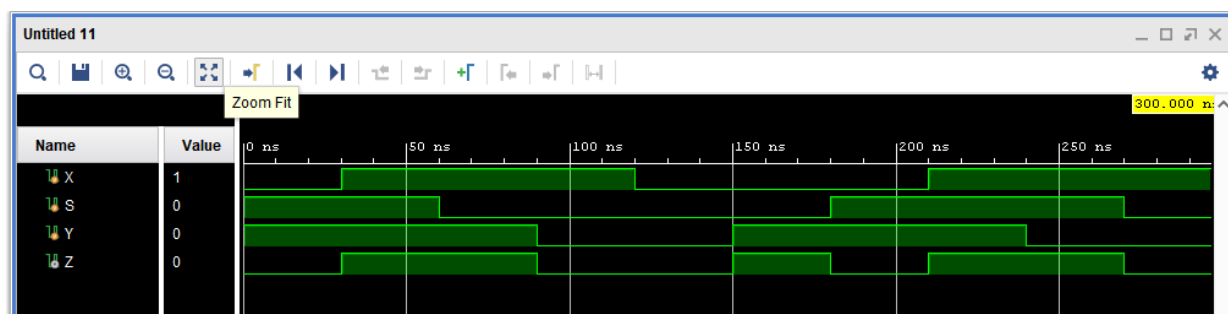 Untitled 11
Zoom Fit
300.000 n
Name Value 0 ns 50 ns 100 ns 150 ns 200 ns 250 ns
X 1
S 0
Y 0
Z 0